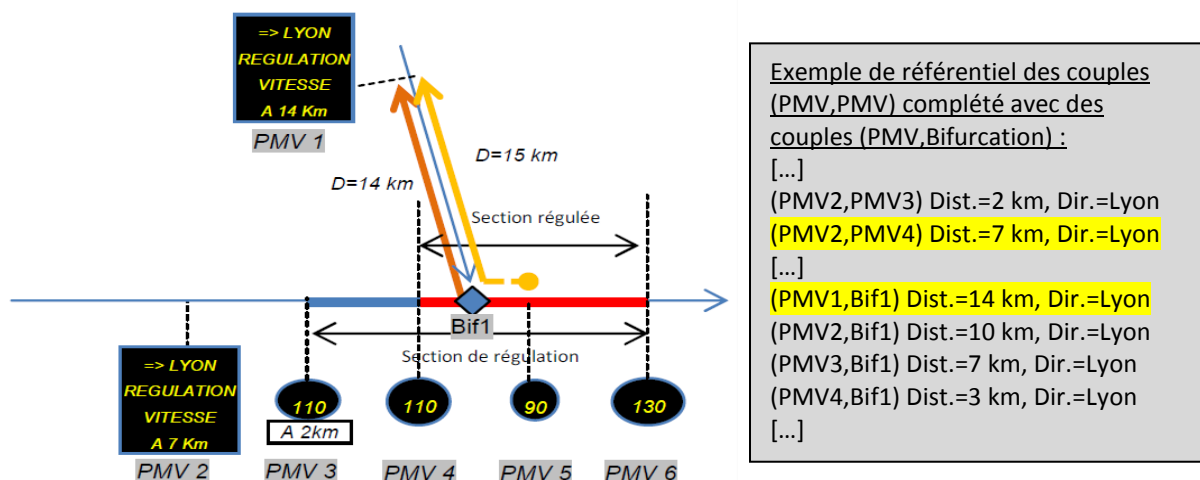 => LYON
REGULATION
VITESSE
A 14 Km
PMV 1
D=15 km
D=14 km
Section régulée
Bif1
Section de régulation
=> LYON
REGULATION
VITESSE
A 7 Km
110
A 2km
110
90
130
PMV 2
PMV 3
PMV 4
PMV 5
PMV 6
Exemple de référentiel des couples
(PMV,PMV) complété avec des
couples (PMV,Bifurcation) :
[...]
(PMV2,PMV3) Dist.=2 km, Dir.=Lyon
(PMV2,PMV4) Dist.=7 km, Dir.=Lyon
[...]
(PMV1,Bif1) Dist.=14 km, Dir.=Lyon
(PMV2,Bif1) Dist.=10 km, Dir.=Lyon
(PMV3,Bif1) Dist.=7 km, Dir.=Lyon
(PMV4,Bif1) Dist.=3 km, Dir.=Lyon
[...]